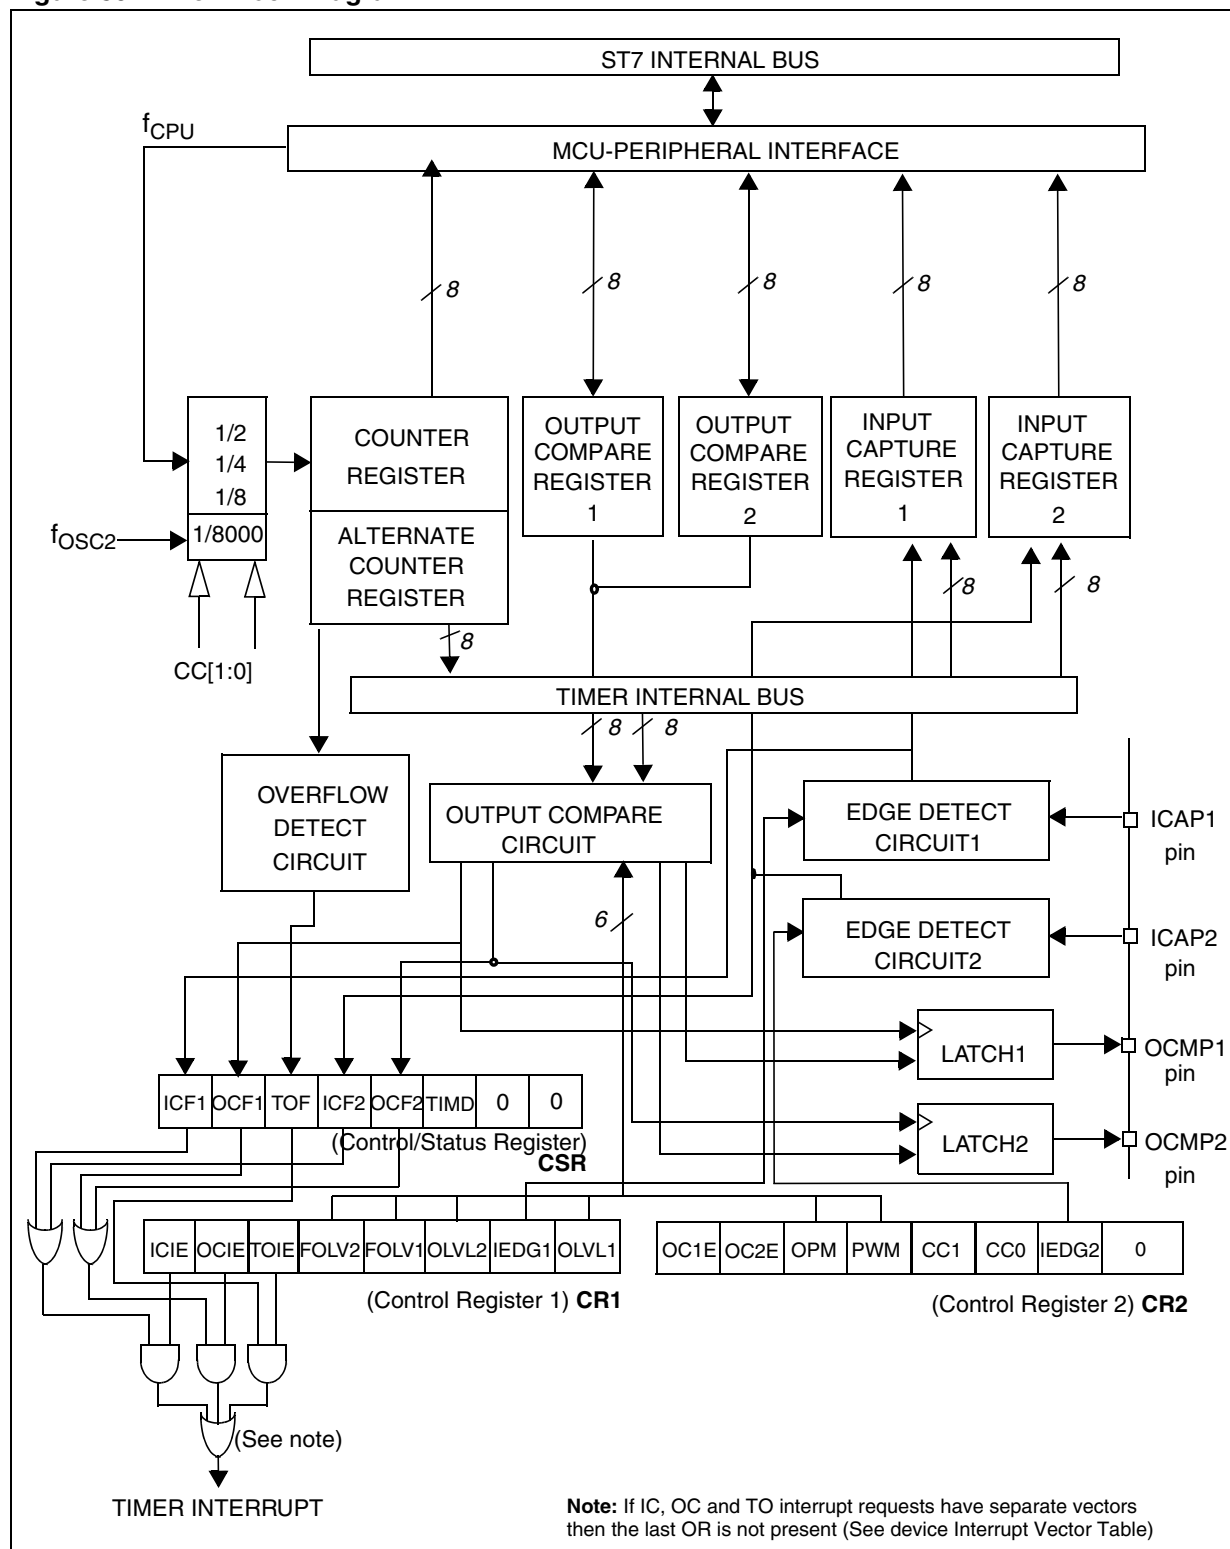 ST7 INTERNAL BUS
fCPU
MCU-PERIPHERAL INTERFACE
8
8
8
8
8
1/2
1/4
1/8
1/8000
fOSC2
CC[1:0]
COUNTER
REGISTER
ALTERNATE
COUNTER
REGISTER
OUTPUT
COMPARE
REGISTER
1
OUTPUT
COMPARE
REGISTER
2
INPUT
CAPTURE
REGISTER
1
INPUT
CAPTURE
REGISTER
2
8
8
8
TIMER INTERNAL BUS
8
8
OVERFLOW
DETECT
CIRCUIT
OUTPUT COMPARE
CIRCUIT
6
EDGE DETECT
CIRCUIT1
ICAP1
pin
EDGE DETECT
CIRCUIT2
ICAP2
pin
LATCH1
OCMP1
pin
LATCH2
OCMP2
pin
ICF1 OCF1 TOF ICF2 OCF2 TIMD 0 0
(Control/Status Register)
CSR
ICIE OCIE TOIE FOLV2 FOLV1 OLVL2 IEDG1 OLVL1
(Control Register 1) CR1
OC1E OC2E OPM PWM CC1 CC0 IEDG2 0
(Control Register 2) CR2
(See note)
TIMER INTERRUPT
Note: If IC, OC and TO interrupt requests have separate vectors
then the last OR is not present (See device Interrupt Vector Table)